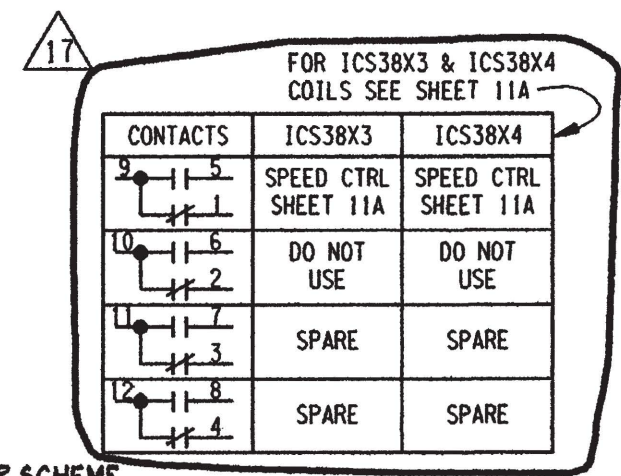 17
FOR ICS38X3 & ICS38X4
COILS SEE SHEET 11A
CONTACTS ICS38X3 ICS38X4
9 5
1
SPEED CTRL SPEED CTRL
SHEET 11A SHEET 11A
10 6
2
DO NOT DO NOT
USE USE
11 7
3
SPARE SPARE
12 8
4
SPARE SPARE
SCHEME